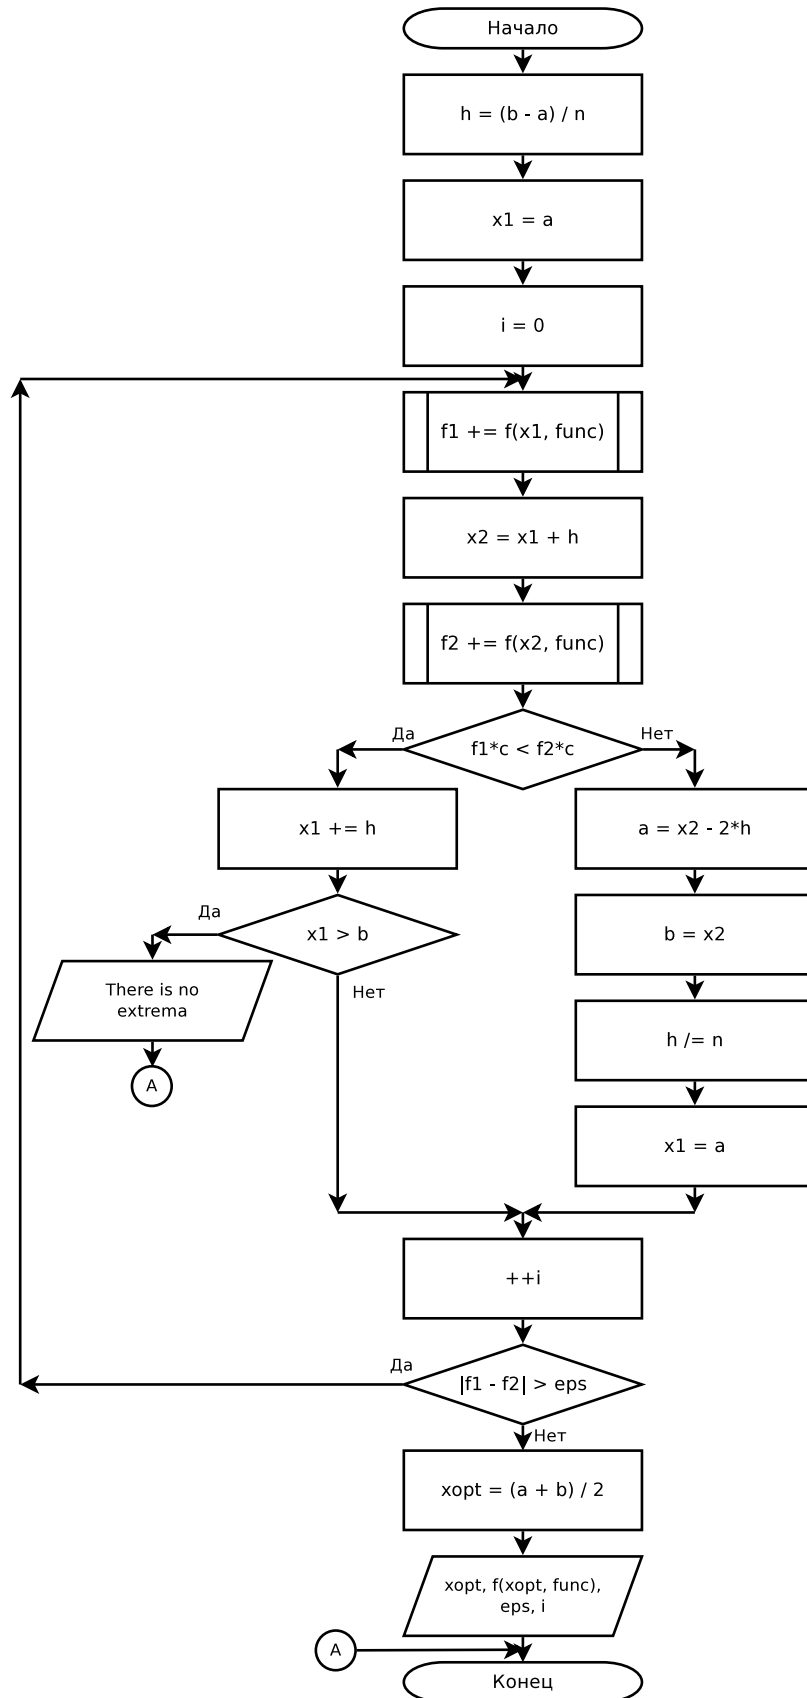 Начало
h = (b - a) / n
x1 = a
i = 0
f1 += f(x1, func)
x2 = x1 + h
f2 += f(x2, func)
Да
f1*c < f2*c
Нет
x1 += h
a = x2 - 2*h
Да
x1 > b
Нет
b = x2
There is no
extrema
A
h /= n
x1 = a
++i
Да
|f1 - f2| > eps
Нет
xopt = (a + b) / 2
xopt, f(xopt, func),
eps, i
A
Конец